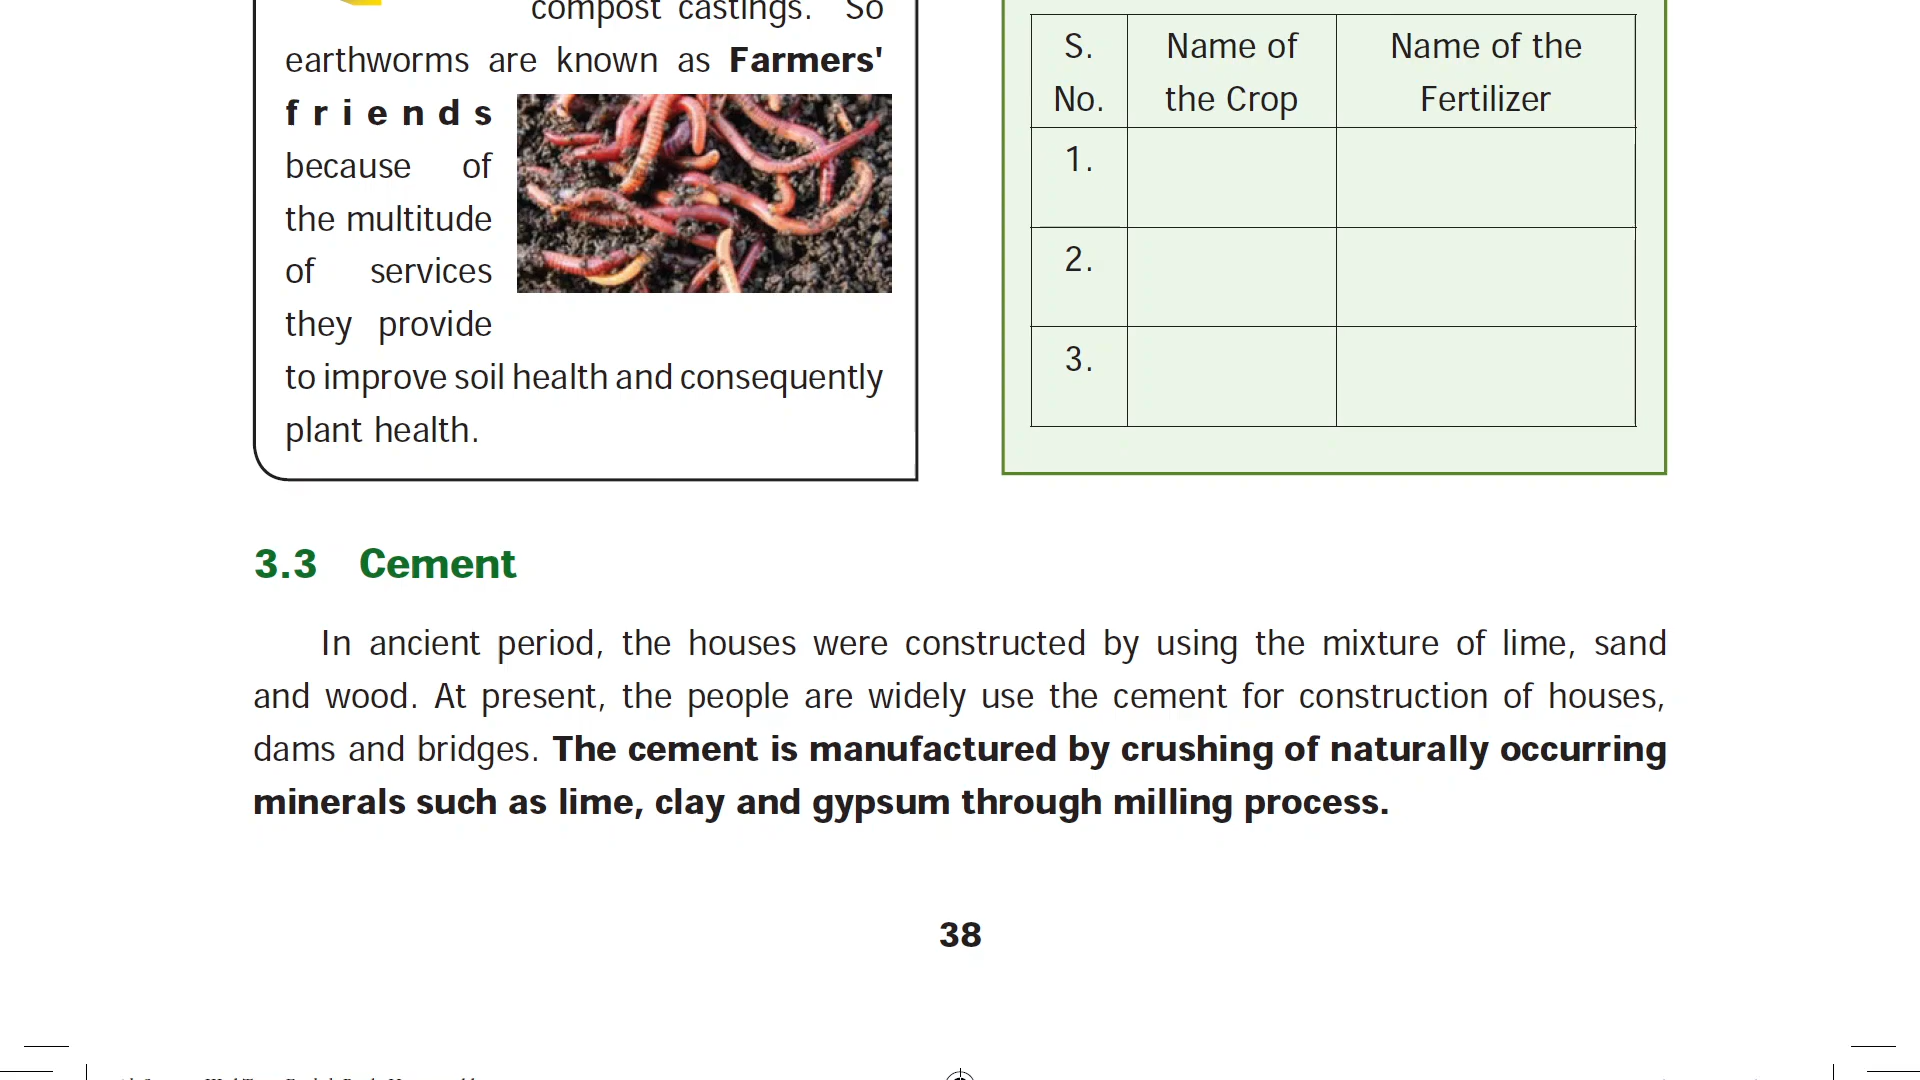 compost castings. So
earthworms are known as Farmers'
friends
because of
the multitude
of services
they provide
to improve soil health and consequently
plant health.
S.
No.
Name of
the Crop
Name of the
Fertilizer
1.
2.
3.
3.3 Cement
In ancient period, the houses were constructed by using the mixture of lime, sand
and wood. At present, the people are widely use the cement for construction of houses,
dams and bridges. The cement is manufactured by crushing of naturally occurring
minerals such as lime, clay and gypsum through milling process.
38